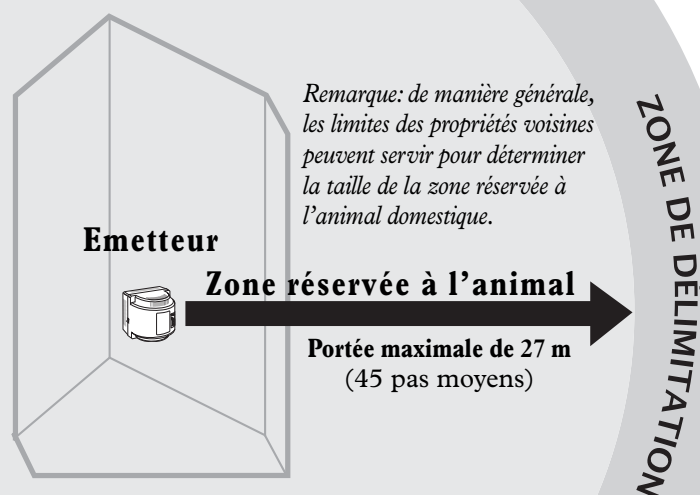 Remarque: de manière générale,
les limites des propriétés voisines
peuvent servir pour déterminer
la taille de la zone réservée à
l’animal domestique.
Emetteur
Zone réservée à l’animal
Portée maximale de 27 m
(45 pas moyens)
ZONE DE DÉLIMITATION